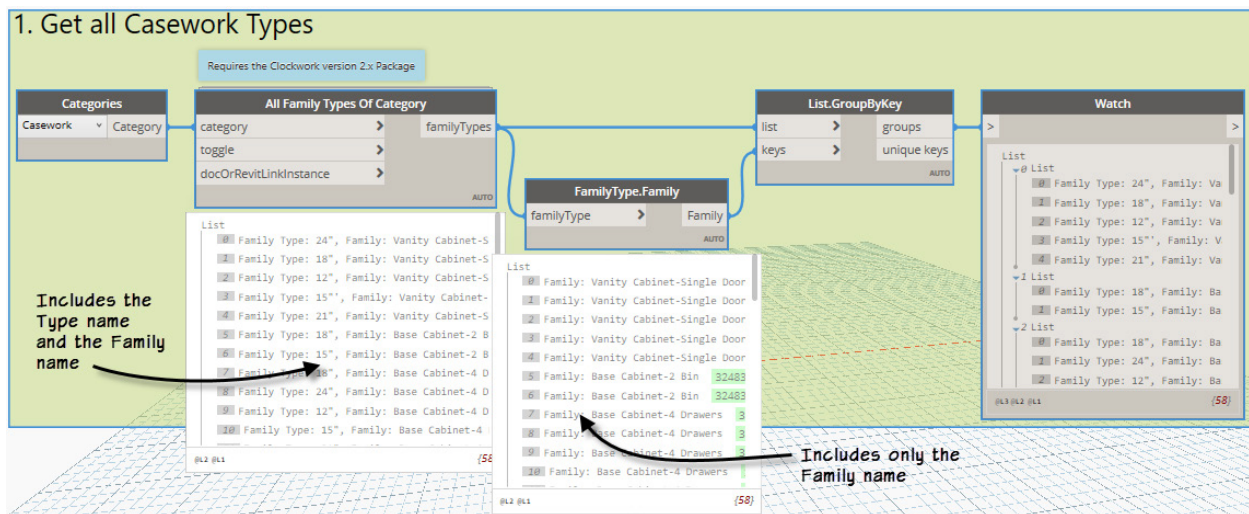 1. Get all Casework Types
Requires the Clockwork version 2.x Package
Categories
Casework
Category
All Family Types Of Category
category
familyTypes
toggle
docOrRevitLinkInstance
AUTO
FamilyType.Family
familyType
Family
AUTO
List.GroupByKey
list
groups
keys
unique keys
AUTO
Watch
>
>
List
0 List
0 Family Type: 24", Family: Va
1 Family Type: 18", Family: Va
2 Family Type: 12", Family: Va
3 Family Type: 15"', Family: V
4 Family Type: 21", Family: Va
1 List
0 Family Type: 18", Family: Ba
1 Family Type: 15", Family: Ba
2 List
0 Family Type: 18", Family: Ba
1 Family Type: 24", Family: Ba
2 Family Type: 12", Family: Ba
@L3 @L2 @L1
{58}
List
0 Family Type: 24", Family: Vanity Cabinet-S
1 Family Type: 18", Family: Vanity Cabinet-S
2 Family Type: 12", Family: Vanity Cabinet-S
3 Family Type: 15"', Family: Vanity Cabinet-
4 Family Type: 21", Family: Vanity Cabinet-S
5 Family Type: 18", Family: Base Cabinet-2 B
6 Family Type: 15", Family: Base Cabinet-2 B
7 Family Type: 18", Family: Base Cabinet-4 D
8 Family Type: 24", Family: Base Cabinet-4 D
9 Family Type: 12", Family: Base Cabinet-4 D
10 Family Type: 15", Family: Base Cabinet-4
@L2 @L1
{58
List
0 Family: Vanity Cabinet-Single Door
1 Family: Vanity Cabinet-Single Door
2 Family: Vanity Cabinet-Single Door
3 Family: Vanity Cabinet-Single Door
4 Family: Vanity Cabinet-Single Door
5 Family: Base Cabinet-2 Bin 32483
6 Family: Base Cabinet-2 Bin 32483
7 Family: Base Cabinet-4 Drawers 3
8 Family: Base Cabinet-4 Drawers 3
9 Family: Base Cabinet-4 Drawers 3
10 Family: Base Cabinet-4 Drawers
@L2 @L1
{58}
Includes the
Type name
and the Family
name
Includes only the
Family name